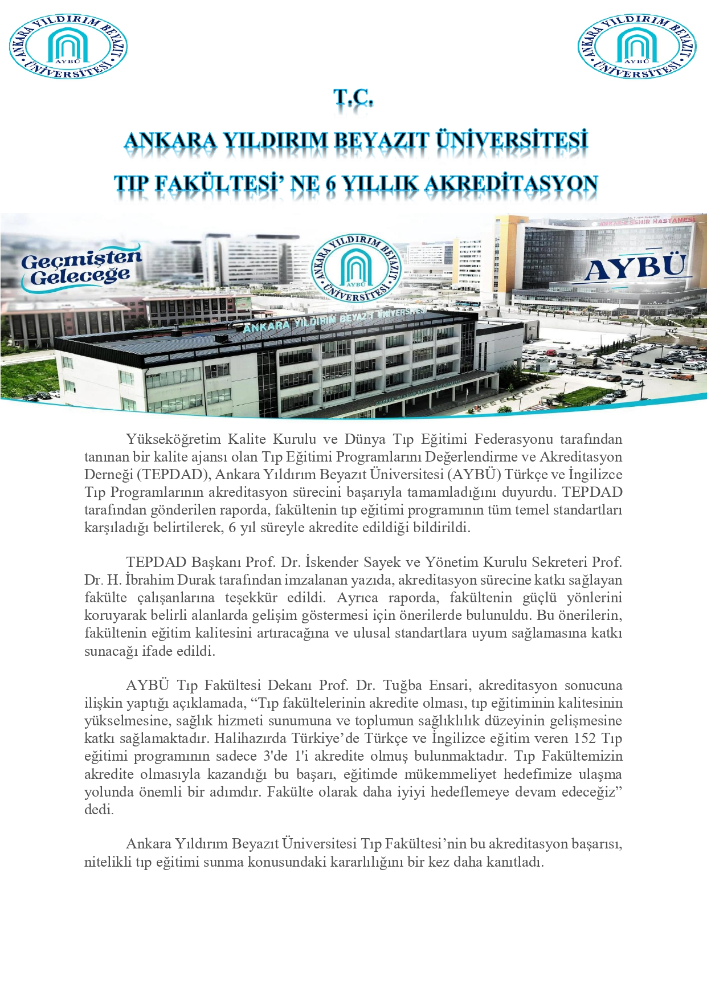 ANKARA YILDIRIM BEYAZIT
AYBÜ
• ÜNİVERSİTESİ •
ANKARA YILDIRIM BEYAZIT
AYBÜ
• ÜNİVERSİTESİ •
T.C.
ANKARA YILDIRIM BEYAZIT ÜNİVERSİTESİ
TIP FAKÜLTESİ’ NE 6 YILLIK AKREDİTASYON
ANKARA ŞEHİR HASTANESİ
Geçmişten
Geleceğe
ANKARA YILDIRIM BEYAZIT
AYBÜ
• ÜNİVERSİTESİ •
AYBÜ
ANKARA YILDIRIM BEYAZIT ÜNİVERSİTESİ
ANKARA YILDIRIM BEYAZIT ÜNİVERSİTESİ
Yükseköğretim Kalite Kurulu ve Dünya Tıp Eğitimi Federasyonu tarafından
tanınan bir kalite ajansı olan Tıp Eğitimi Programlarını Değerlendirme ve Akreditasyon
Derneği (TEPDAD), Ankara Yıldırım Beyazıt Üniversitesi (AYBÜ) Türkçe ve İngilizce
Tıp Programlarının akreditasyon sürecini başarıyla tamamladığını duyurdu. TEPDAD
tarafından gönderilen raporda, fakültenin tıp eğitimi programının tüm temel standartları
karşıladığı belirtilerek, 6 yıl süreyle akredite edildiği bildirildi.
TEPDAD Başkanı Prof. Dr. İskender Sayek ve Yönetim Kurulu Sekreteri Prof.
Dr. H. İbrahim Durak tarafından imzalanan yazıda, akreditasyon sürecine katkı sağlayan
fakülte çalışanlarına teşekkür edildi. Ayrıca raporda, fakültenin güçlü yönlerini
koruyarak belirli alanlarda gelişim göstermesi için önerilerde bulunuldu. Bu önerilerin,
fakültenin eğitim kalitesini artıracağına ve ulusal standartlara uyum sağlamasına katkı
sunacağı ifade edildi.
AYBÜ Tıp Fakültesi Dekanı Prof. Dr. Tuğba Ensari, akreditasyon sonucuna
ilişkin yaptığı açıklamada, “Tıp fakültelerinin akredite olması, tıp eğitiminin kalitesinin
yükselmesine, sağlık hizmeti sunumuna ve toplumun sağlıklılık düzeyinin gelişmesine
katkı sağlamaktadır. Halihazırda Türkiye’de Türkçe ve İngilizce eğitim veren 152 Tıp
eğitimi programının sadece 3'de 1'i akredite olmuş bulunmaktadır. Tıp Fakültemizin
akredite olmasıyla kazandığı bu başarı, eğitimde mükemmeliyet hedefimize ulaşma
yolunda önemli bir adımdır. Fakülte olarak daha iyiyi hedeflemeye devam edeceğiz”
dedi.
Ankara Yıldırım Beyazıt Üniversitesi Tıp Fakültesi’nin bu akreditasyon başarısı,
nitelikli tıp eğitimi sunma konusundaki kararlılığını bir kez daha kanıtladı.